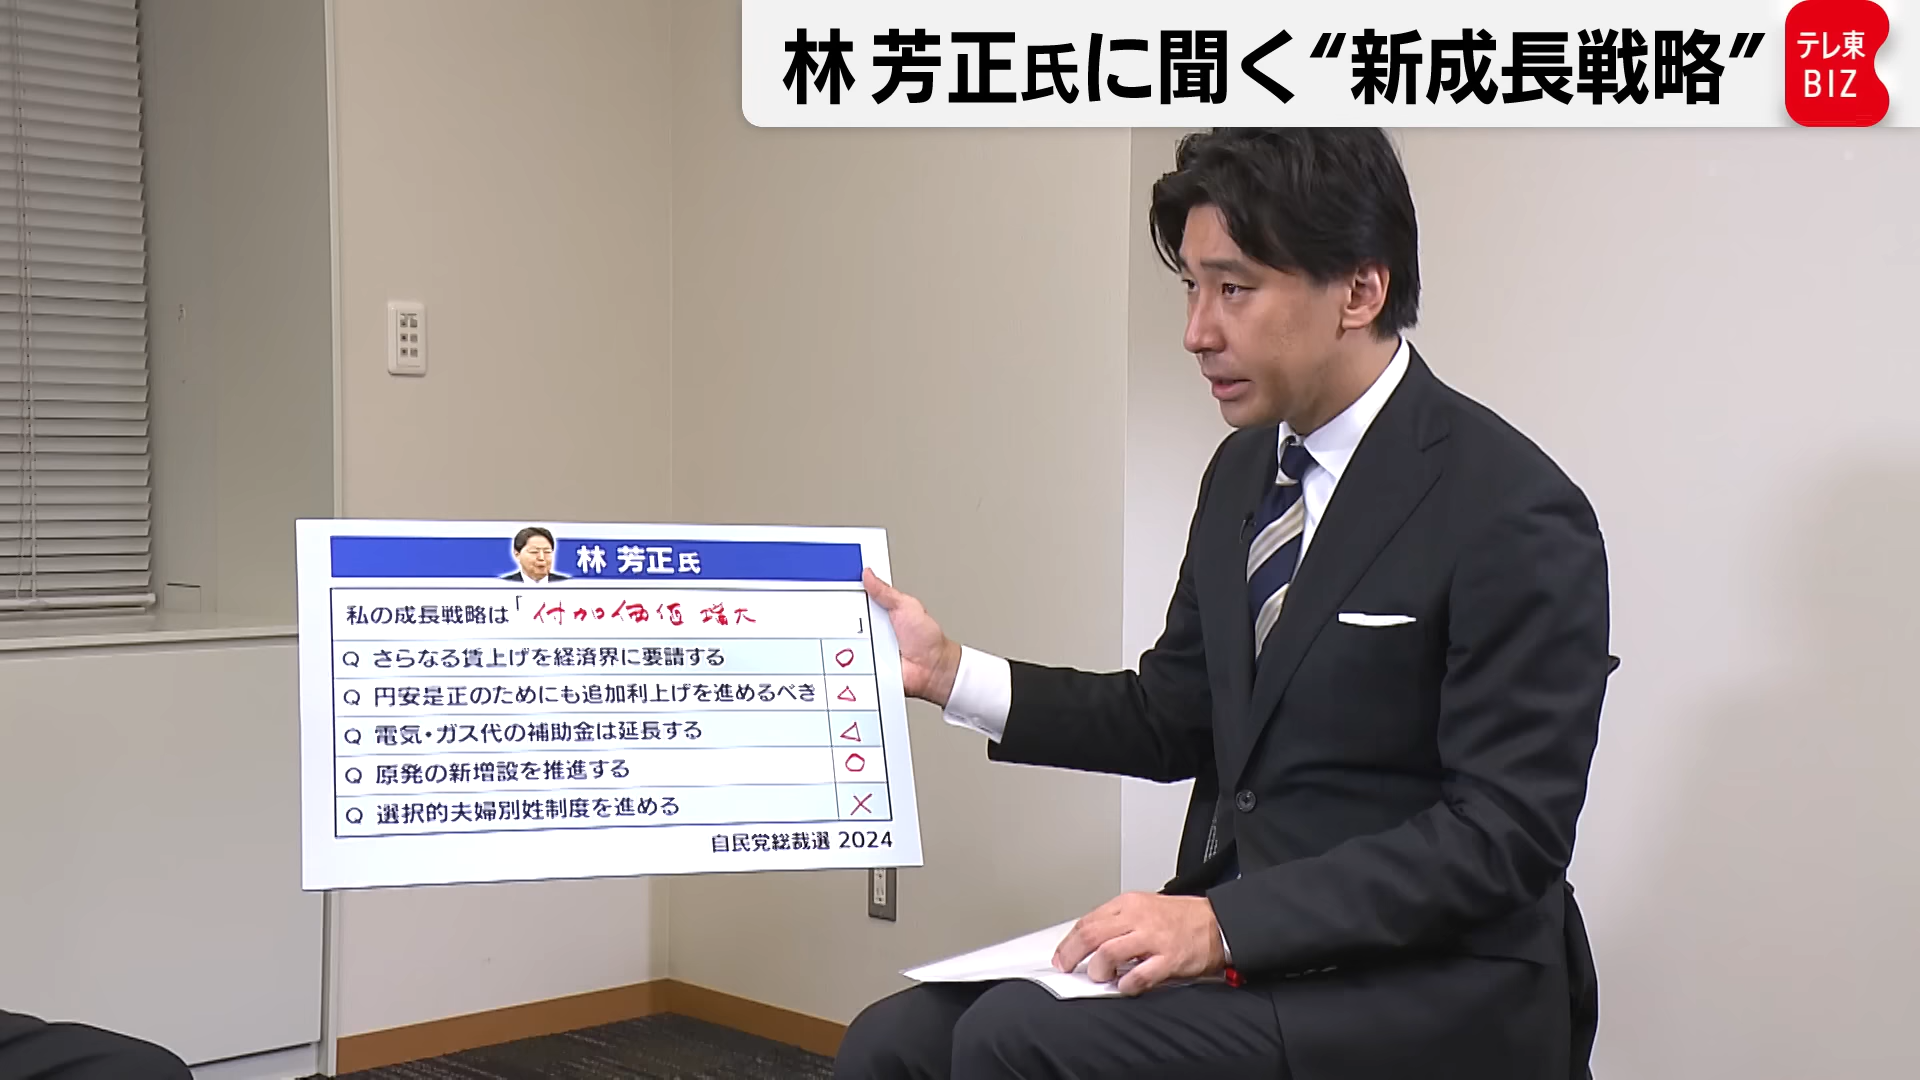 林 芳正氏に聞く“新成長戦略”
テレ東
BIZ
林 芳正氏
私の成長戦略は「付加価値 増大」
Q さらなる賃上げを経済界に要請する ○
Q 円安是正のためにも追加利上げを進めるべき △
Q 電気・ガス代の補助金は延長する △
Q 原発の新増設を推進する ○
Q 選択的夫婦別姓制度を進める ×
自民党総裁選 2024